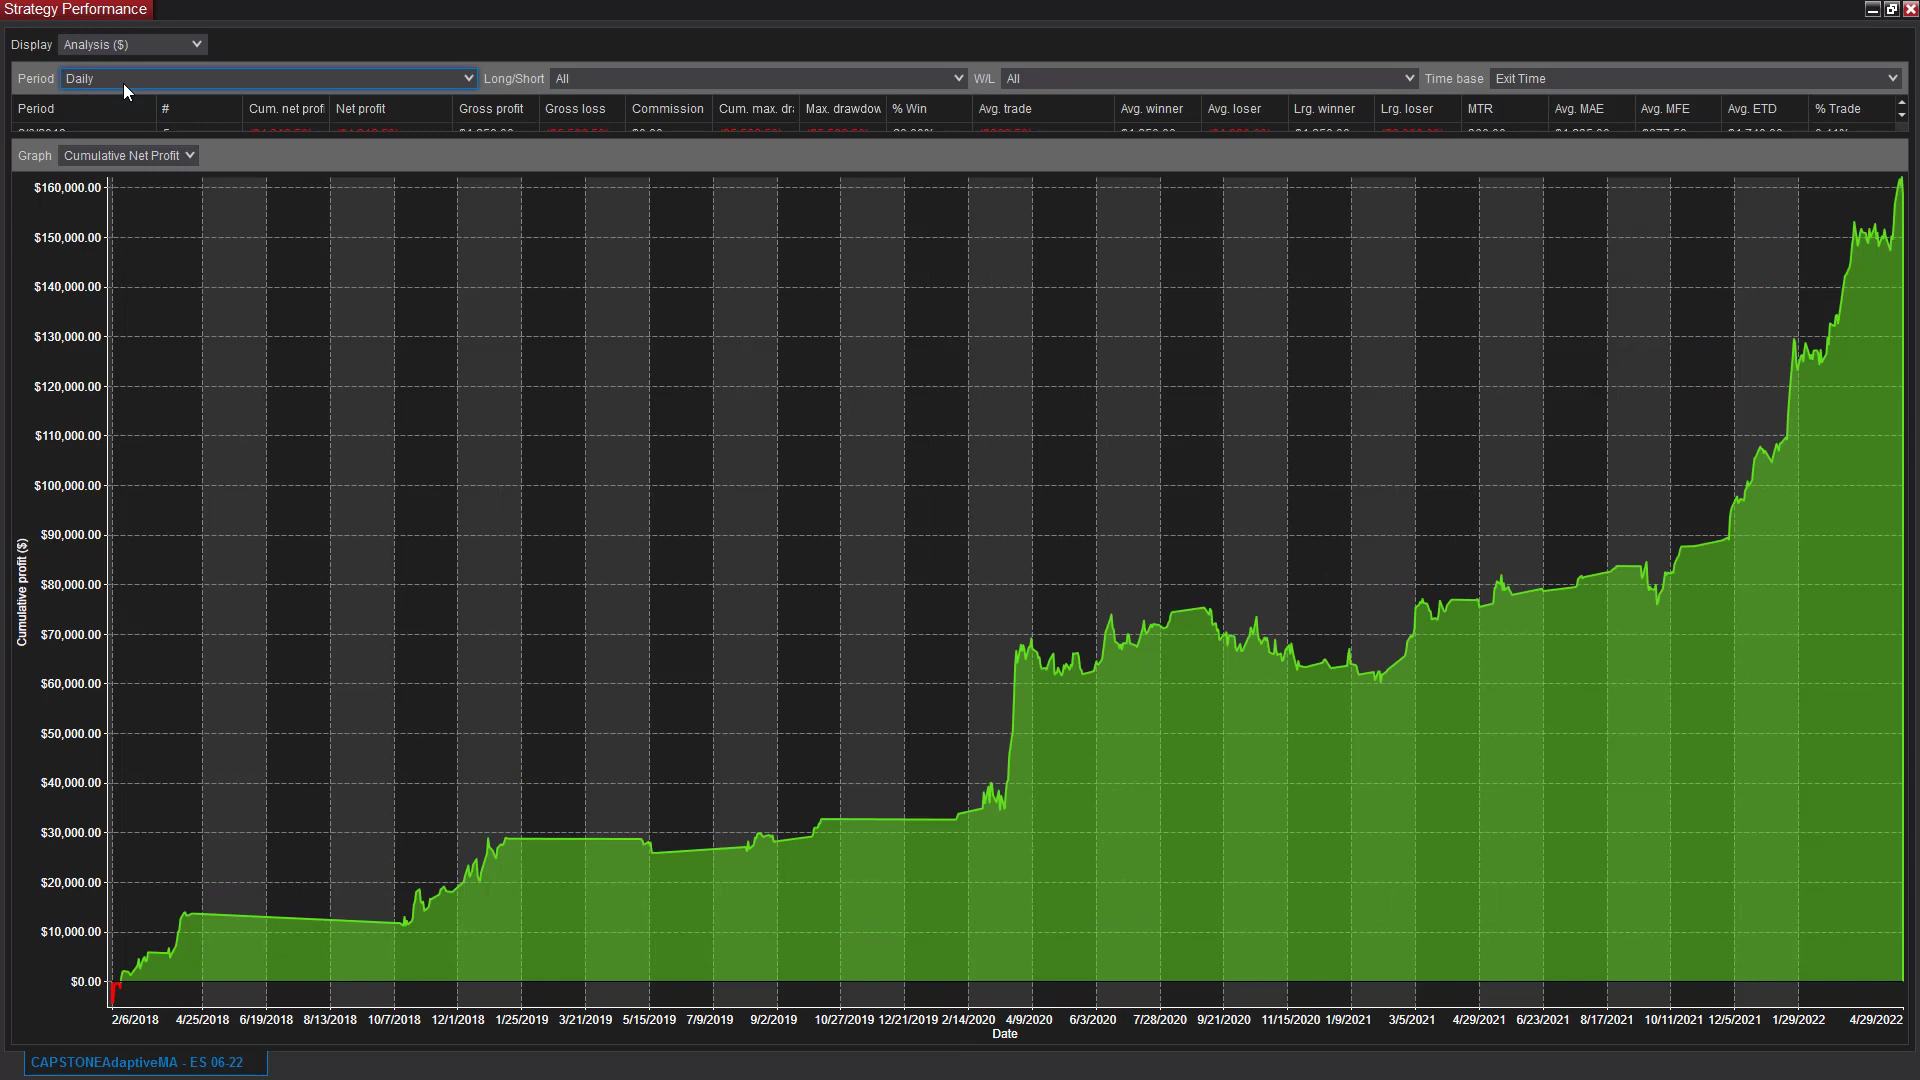 Strategy Performance
Display Analysis ($)
Period Daily Long/Short All W/L All Time base Exit Time
Period # Cum. net profi Net profit Gross profit Gross loss Commission Cum. max. dra Max. drawdow % Win Avg. trade Avg. winner Avg. loser Lrg. winner Lrg. loser MTR Avg. MAE Avg. MFE Avg. ETD % Trade
Graph Cumulative Net Profit
$160,000.00
$150,000.00
$140,000.00
$130,000.00
$120,000.00
$110,000.00
$100,000.00
$90,000.00
$80,000.00
$70,000.00
$60,000.00
$50,000.00
$40,000.00
$30,000.00
$20,000.00
$10,000.00
$0.00
Cumulative profit ($)
2/6/2018 4/25/2018 6/19/2018 8/13/2018 10/7/2018 12/1/2018 1/25/2019 3/21/2019 5/15/2019 7/9/2019 9/2/2019 10/27/2019 12/21/2019 2/14/2020 4/9/2020 6/3/2020 7/28/2020 9/21/2020 11/15/2020 1/9/2021 3/5/2021 4/29/2021 6/23/2021 8/17/2021 10/11/2021 12/5/2021 1/29/2022 4/29/2022
Date
CAPSTONEAdaptiveMA - ES 06-22